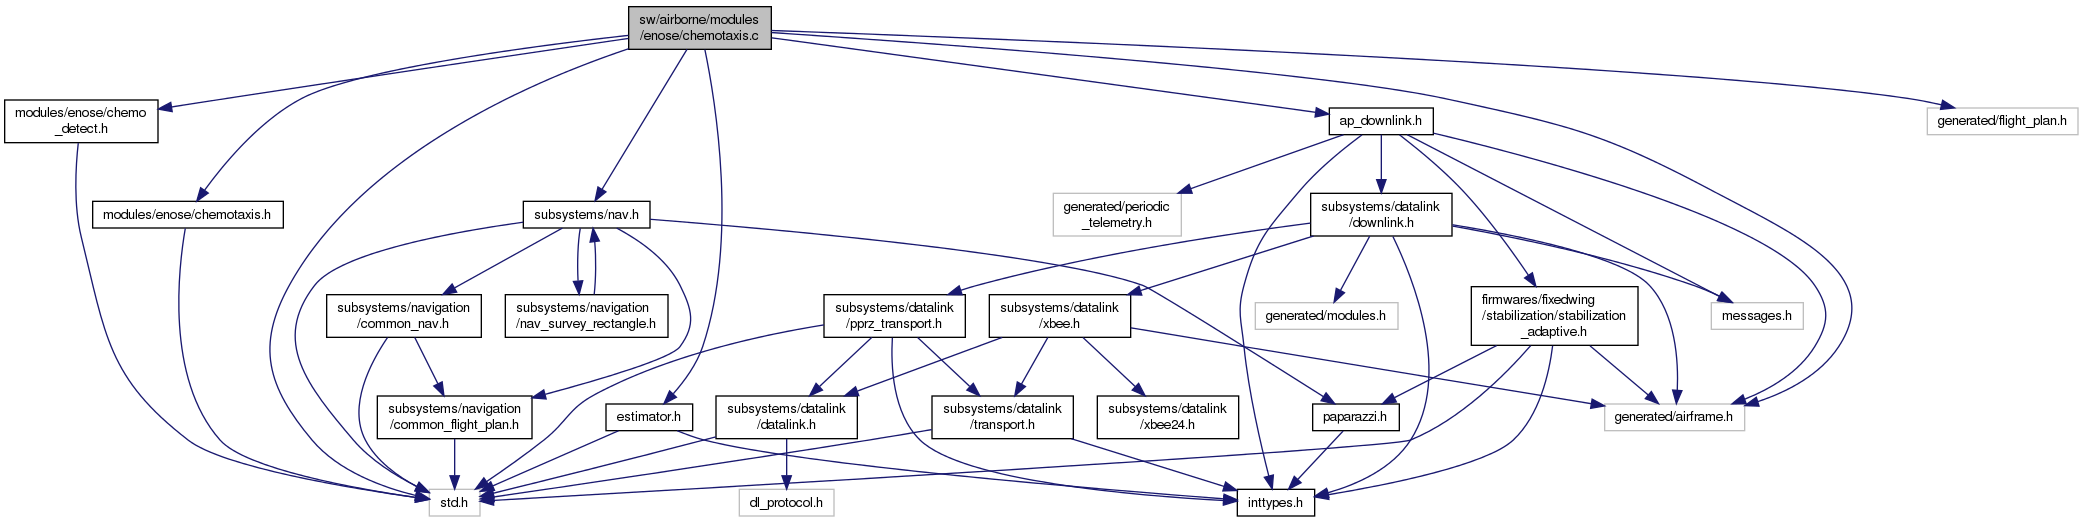 sw/airborne/modules
/enose/chemotaxis.c
modules/enose/chemo
_detect.h
ap_downlink.h
generated/flight_plan.h
modules/enose/chemotaxis.h
subsystems/nav.h
generated/periodic
_telemetry.h
subsystems/datalink
/downlink.h
subsystems/navigation
/common_nav.h
subsystems/navigation
/nav_survey_rectangle.h
subsystems/datalink
/pprz_transport.h
subsystems/datalink
/xbee.h
generated/modules.h
firmwares/fixedwing
/stabilization/stabilization
_adaptive.h
messages.h
subsystems/navigation
/common_flight_plan.h
estimator.h
subsystems/datalink
/datalink.h
subsystems/datalink
/transport.h
subsystems/datalink
/xbee24.h
paparazzi.h
generated/airframe.h
std.h
dl_protocol.h
inttypes.h